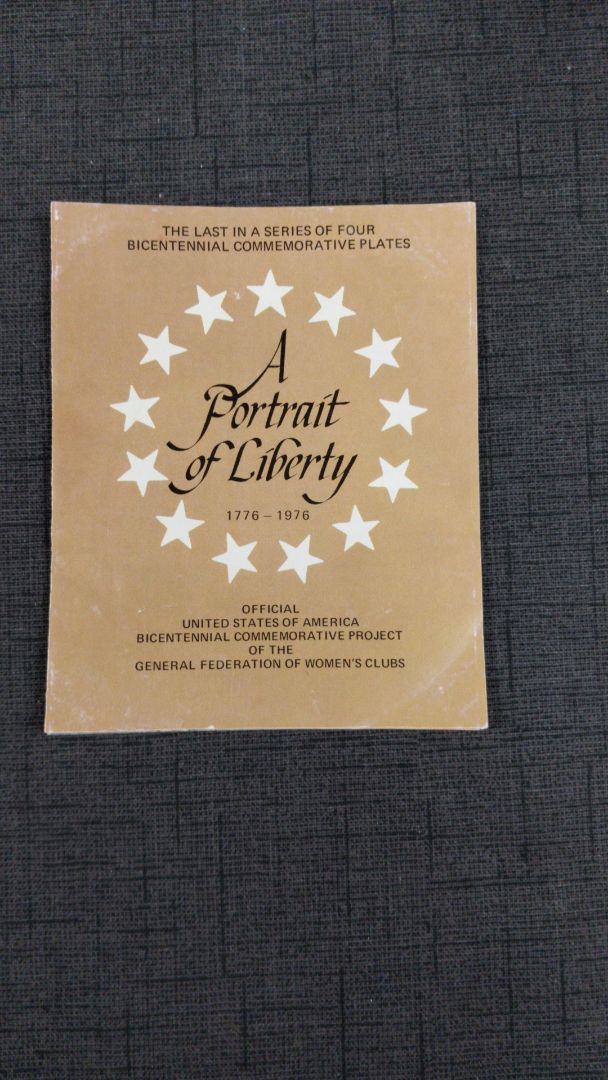 THE LAST IN A SERIES OF FOUR
BICENTENNIAL COMMEMORATIVE PLATES
A
Portrait
of Liberty
1776 – 1976
OFFICIAL
UNITED STATES OF AMERICA
BICENTENNIAL COMMEMORATIVE PROJECT
OF THE
GENERAL FEDERATION OF WOMEN'S CLUBS